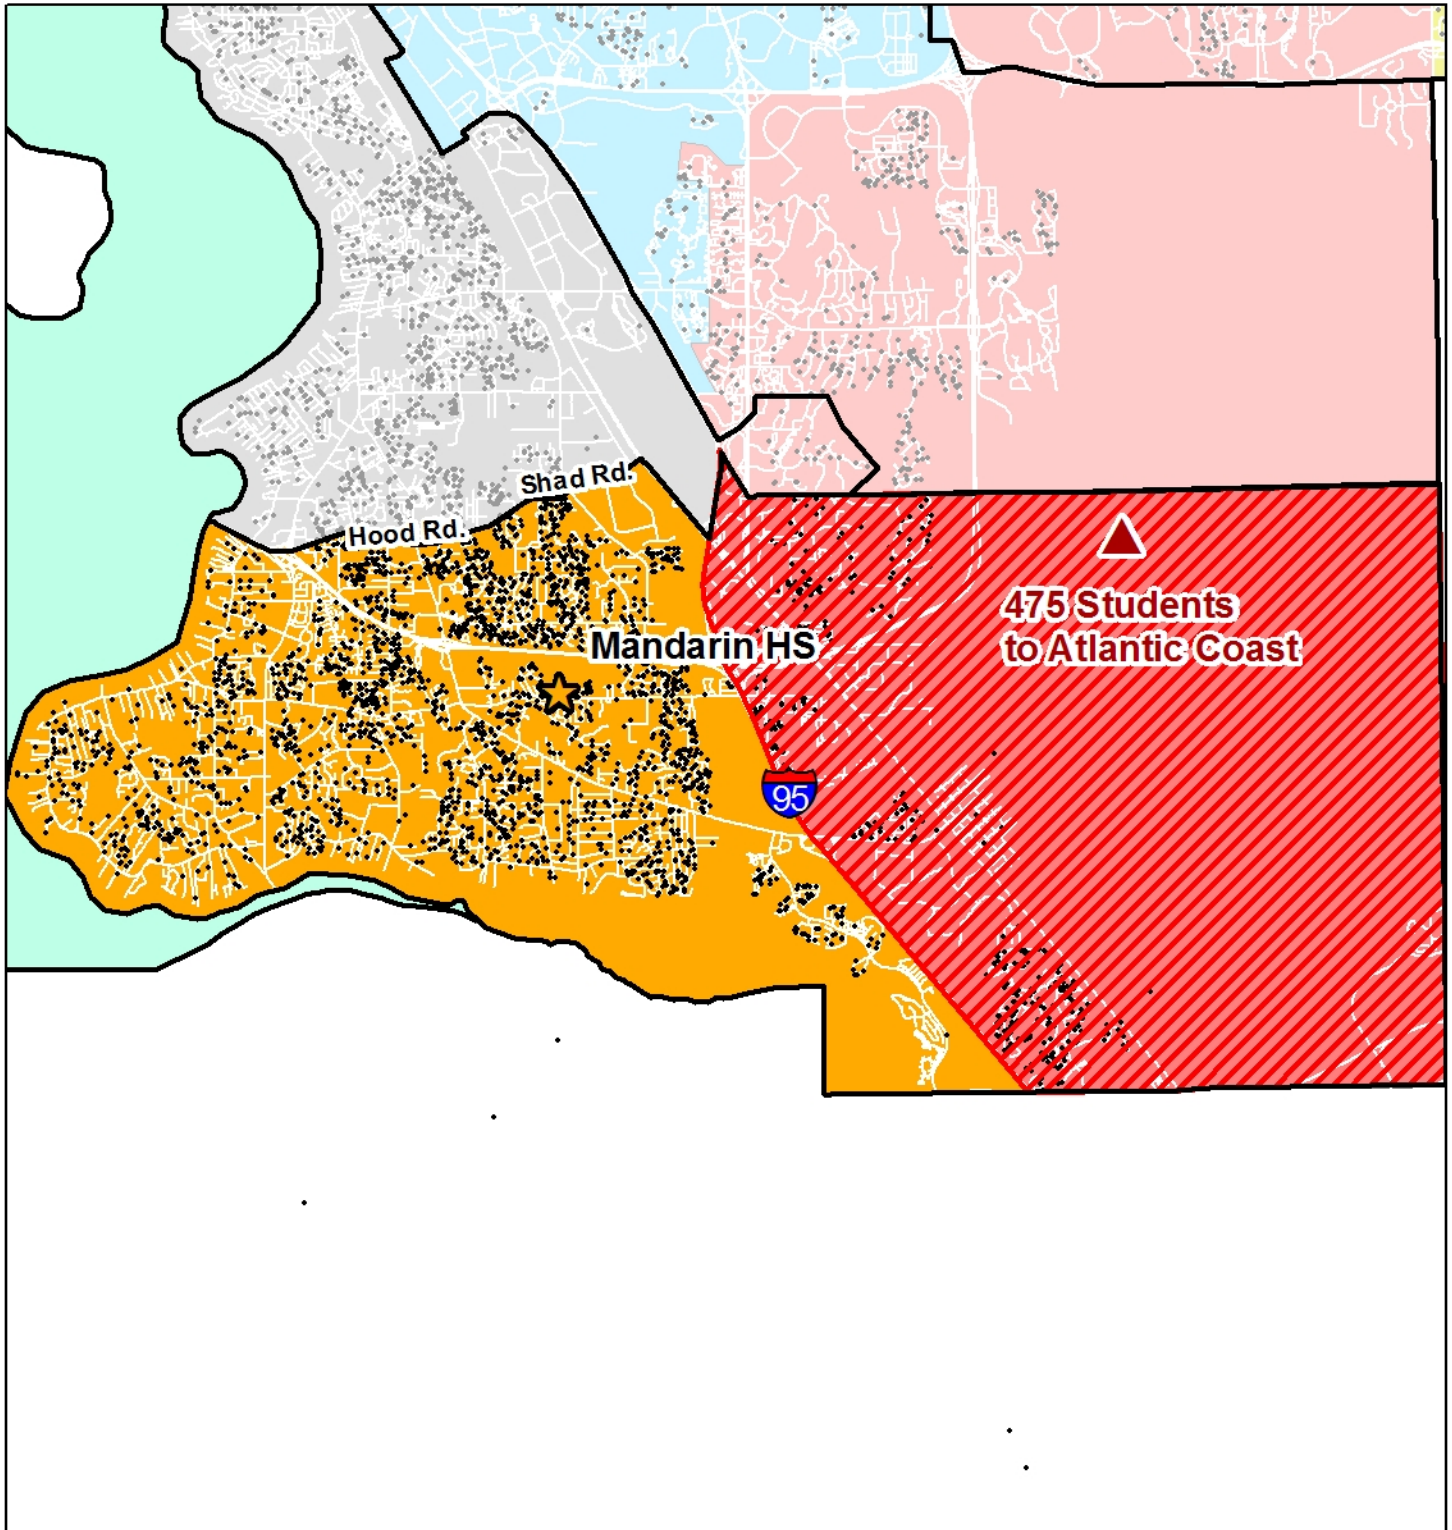 Shad Rd.
Hood Rd.
475 Students
to Atlantic Coast
Mandarin HS
95